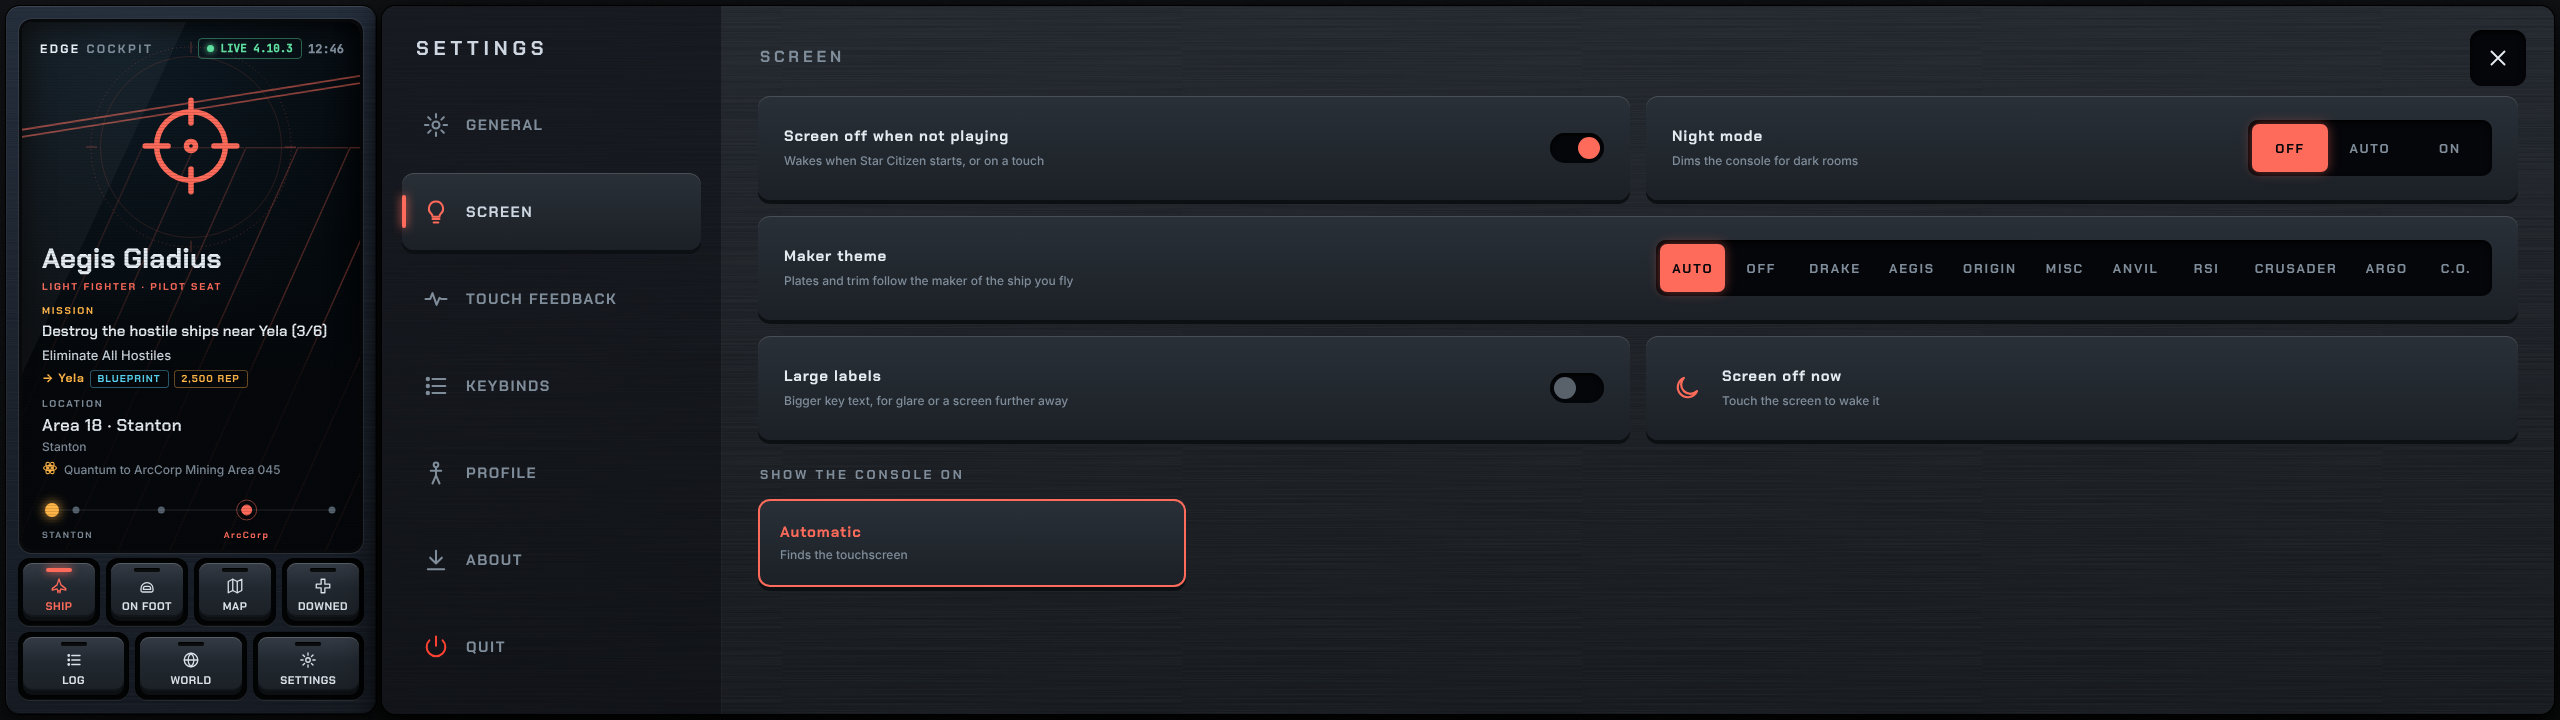 EDGE COCKPIT
LIVE 4.10.3
12:46
Aegis Gladius
LIGHT FIGHTER · PILOT SEAT
MISSION
Destroy the hostile ships near Yela (3/6)
Eliminate All Hostiles
→ Yela BLUEPRINT 2,500 REP
LOCATION
Area 18 · Stanton
Stanton
Quantum to ArcCorp Mining Area 045
STANTON ArcCorp
SHIP ON FOOT MAP DOWNED
LOG WORLD SETTINGS
SETTINGS
GENERAL
SCREEN
TOUCH FEEDBACK
KEYBINDS
PROFILE
ABOUT
QUIT
SCREEN
Screen off when not playing
Wakes when Star Citizen starts, or on a touch
Night mode
Dims the console for dark rooms
OFF AUTO ON
Maker theme
Plates and trim follow the maker of the ship you fly
AUTO OFF DRAKE AEGIS ORIGIN MISC ANVIL RSI CRUSADER ARGO C.O.
Large labels
Bigger key text, for glare or a screen further away
Screen off now
Touch the screen to wake it
SHOW THE CONSOLE ON
Automatic
Finds the touchscreen